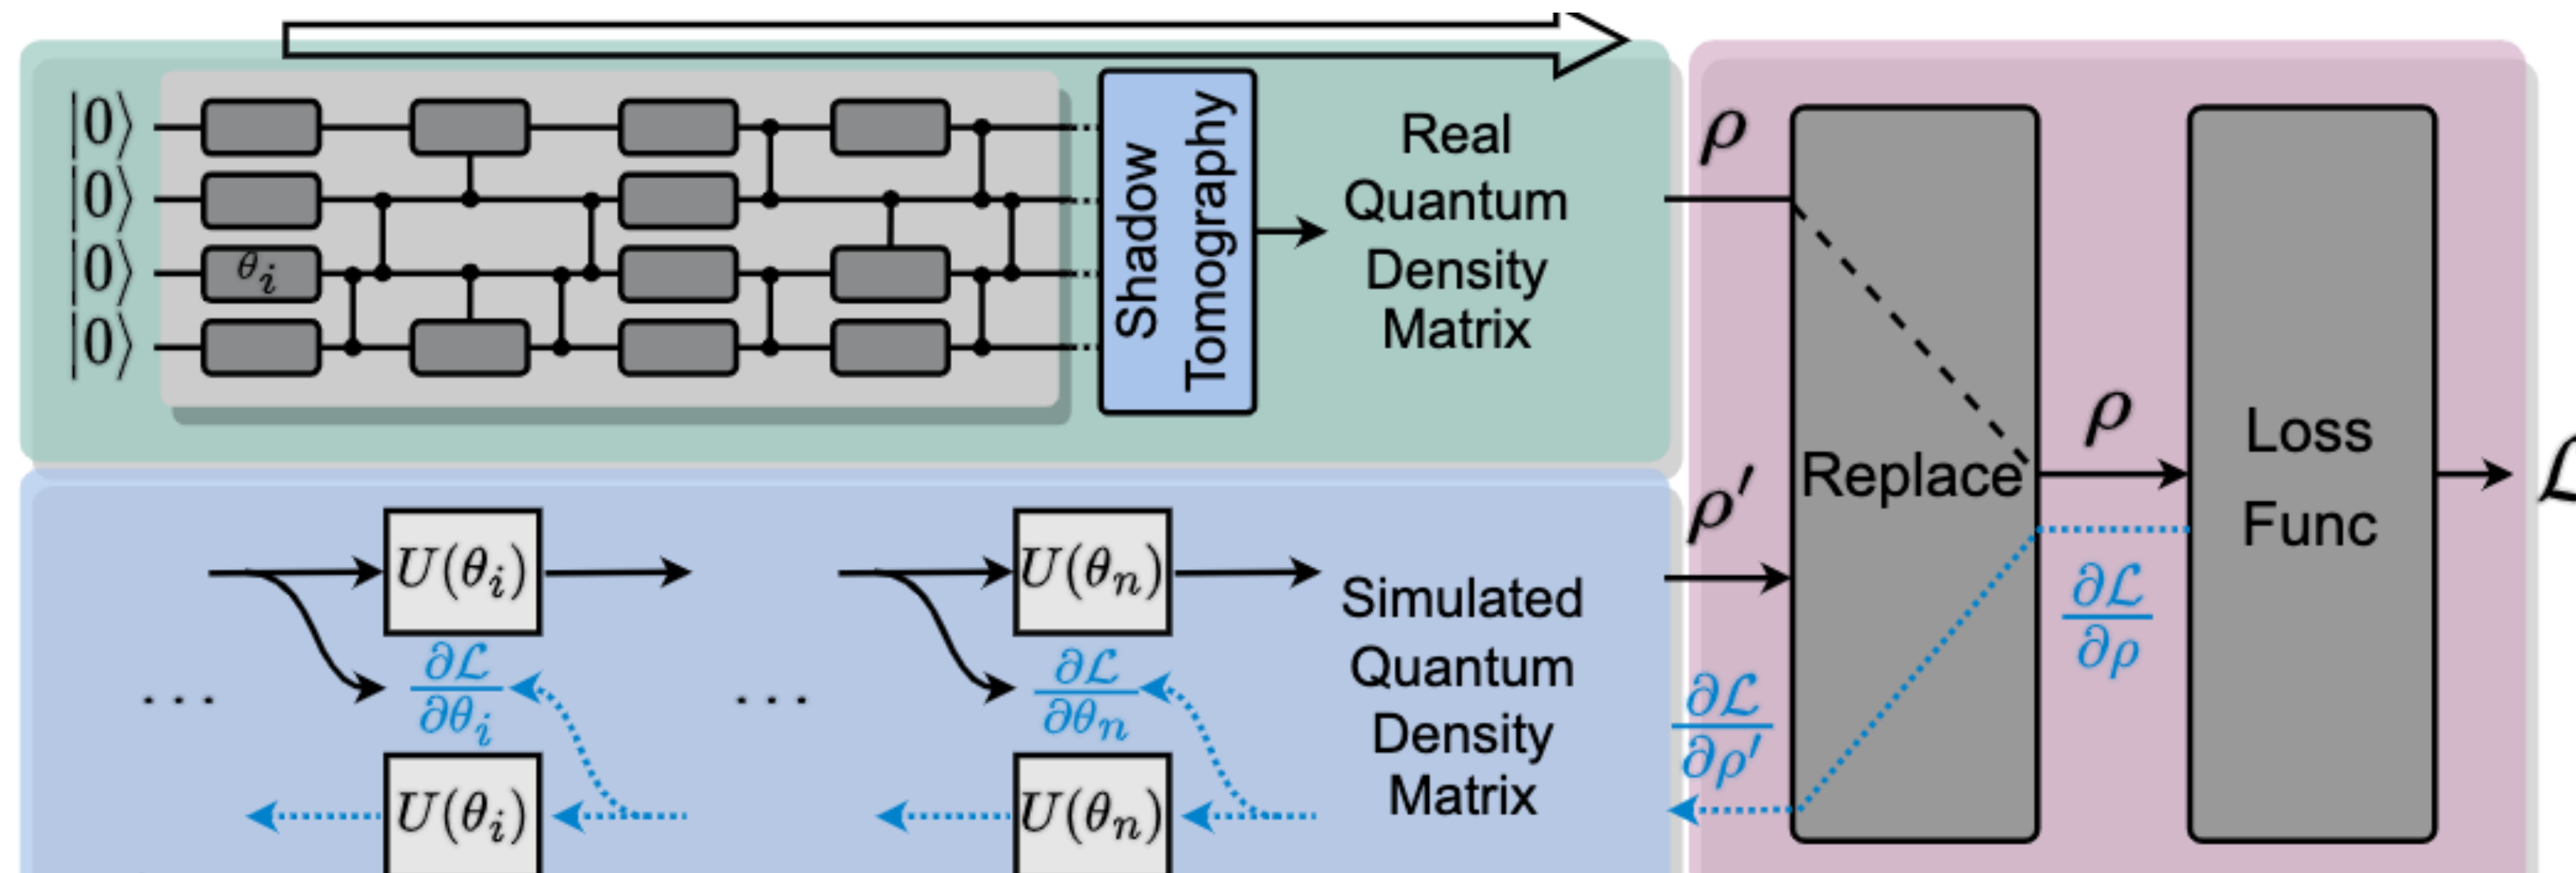 |0⟩
|0⟩
|0⟩
|0⟩
θᵢ
Shadow
Tomography
Real
Quantum
Density
Matrix
ρ
ρ′
Replace
ρ
Loss
Func
ℒ
∂ℒ/∂ρ
∂ℒ/∂ρ′
U(θᵢ)
U(θₙ)
Simulated
Quantum
Density
Matrix
...
∂ℒ/∂θᵢ
...
∂ℒ/∂θₙ
U(θᵢ)
U(θₙ)